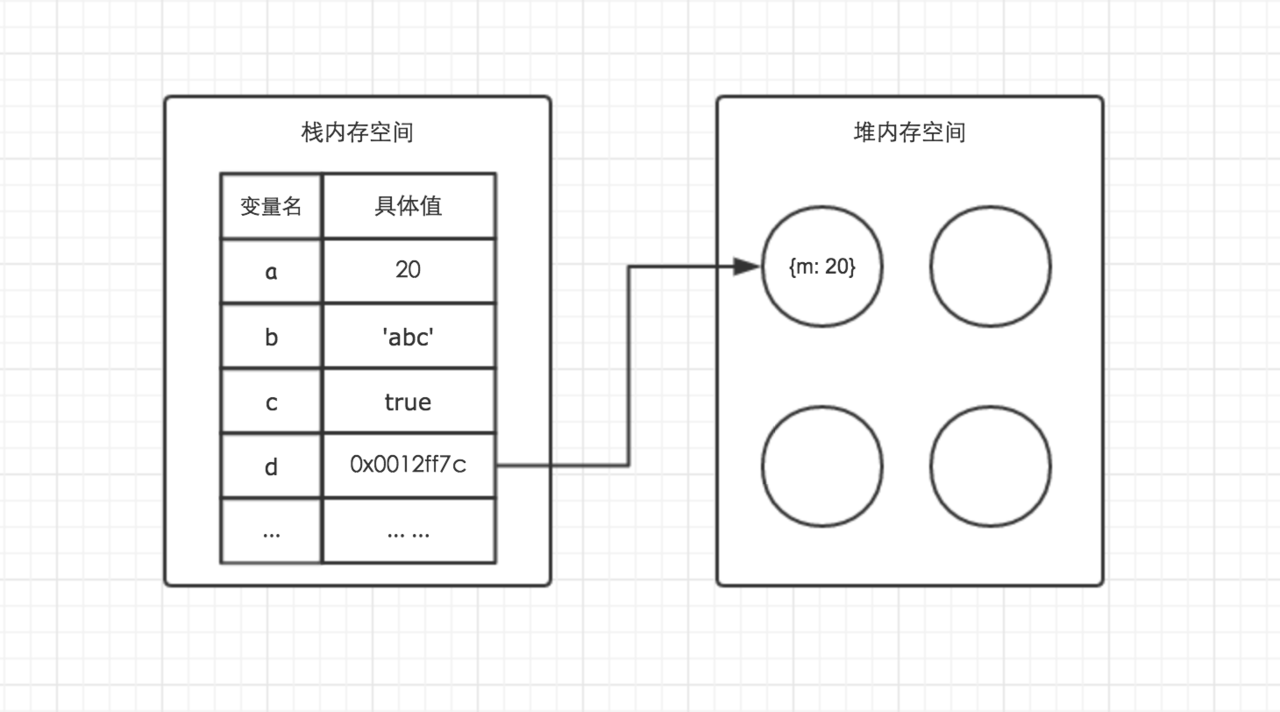 栈内存空间
变量名 具体值
a 20
b 'abc'
c true
d 0x0012ff7c
... ... ...
堆内存空间
{m: 20}